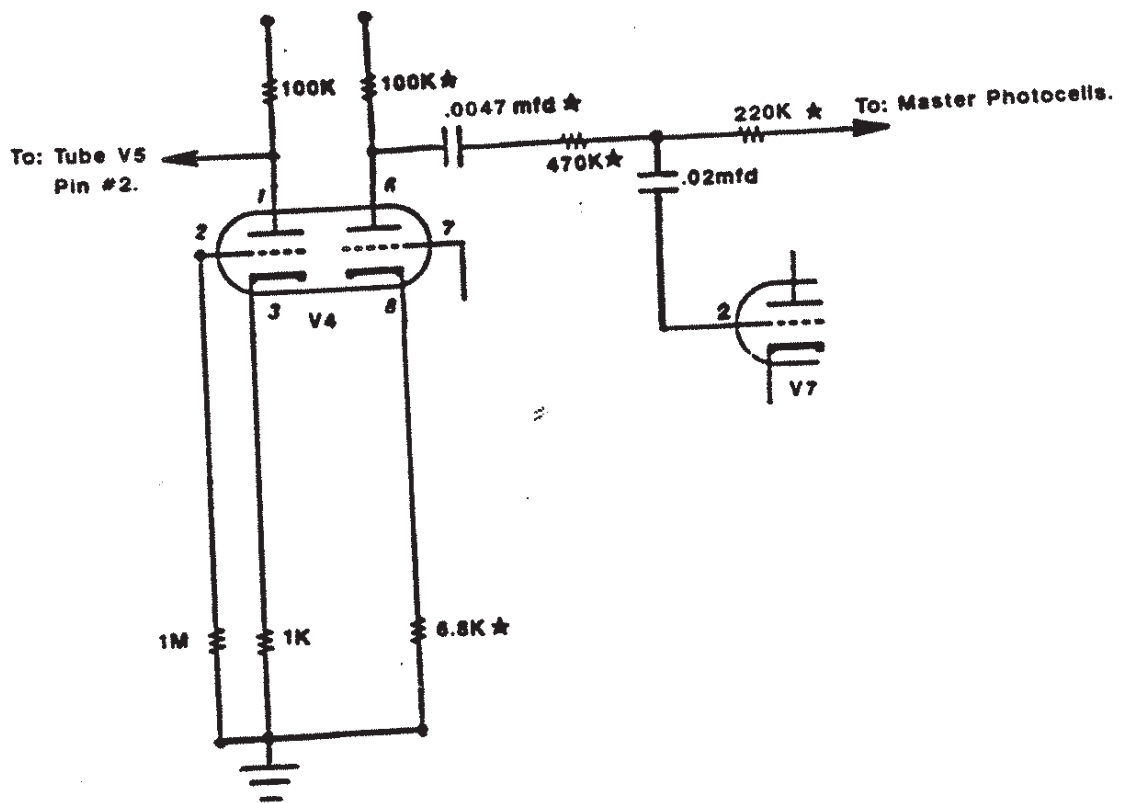 100K
100K★
.0047 mfd ★
220K ★
To: Master Photocells.
To: Tube V5
Pin #2.
470K★
.02mfd
1
6
2
7
3
8
V4
2
V7
1M
1K
6.8K ★